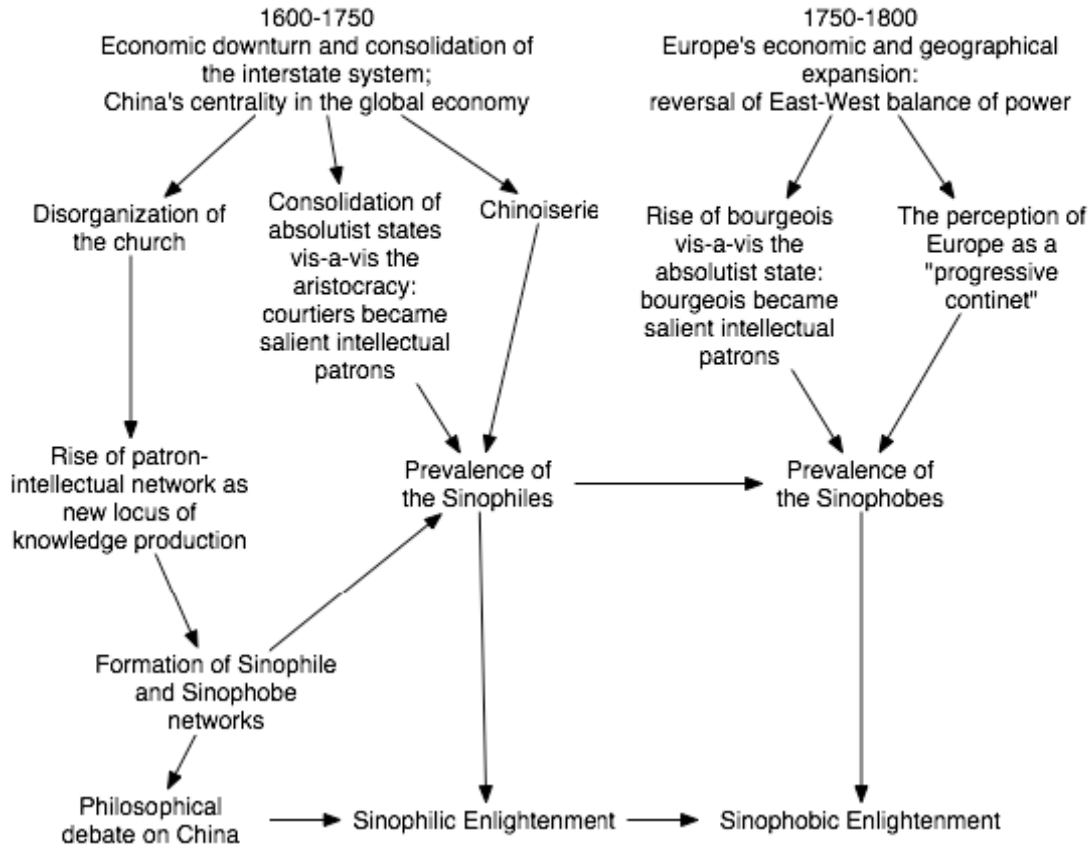 1600-1750
Economic downturn and consolidation of
the interstate system;
China's centrality in the global economy
1750-1800
Europe's economic and geographical
expansion:
reversal of East-West balance of power
Disorganization of
the church
Consolidation of
absolutist states
vis-a-vis the
aristocracy:
courtiers became
salient intellectual
patrons
Chinoiserie
Rise of bourgeois
vis-a-vis the
absolutist state:
bourgeois became
salient intellectual
patrons
The perception of
Europe as a
"progressive
continet"
Rise of patron-
intellectual network as
new locus of
knowledge production
Prevalence of
the Sinophiles
Prevalence of
the Sinophobes
Formation of Sinophile
and Sinophobe
networks
Philosophical
debate on China
Sinophilic Enlightenment
Sinophobic Enlightenment